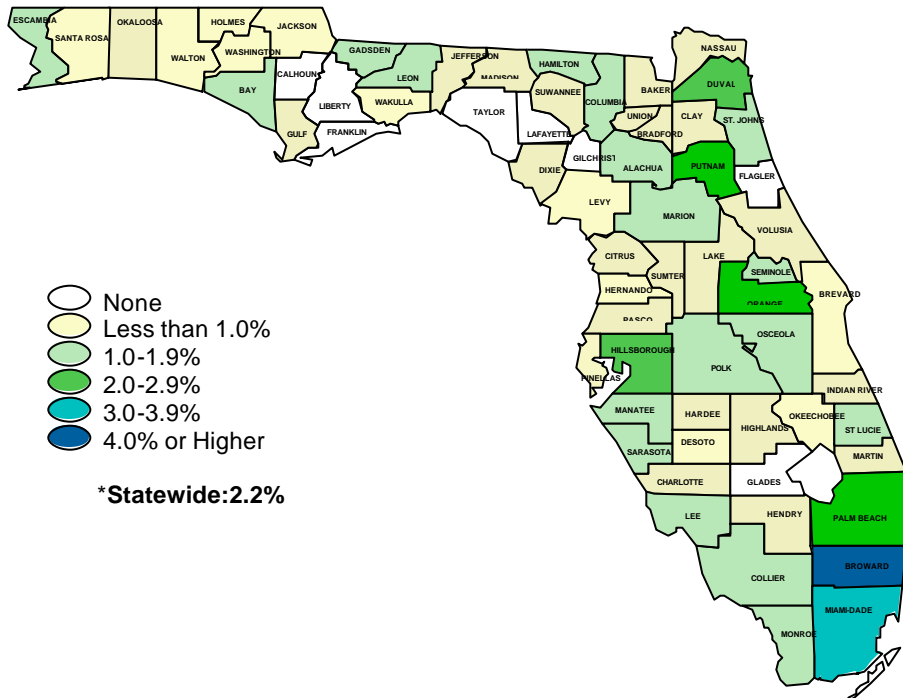 ESCAMBIA
SANTA ROSA
OKALOOSA
WALTON
HOLMES
WASHINGTON
JACKSON
BAY
CALHOUN
GULF
LIBERTY
FRANKLIN
GADSDEN
LEON
WAKULLA
JEFFERSON
MADISON
TAYLOR
HAMILTON
SUWANNEE
LAFAYETTE
DIXIE
COLUMBIA
GILCHRIST
LEVY
BAKER
UNION
BRADFORD
ALACHUA
MARION
NASSAU
DUVAL
CLAY
ST. JOHNS
PUTNAM
FLAGLER
VOLUSIA
CITRUS
SUMTER
LAKE
HERNANDO
PASCO
SEMINOLE
ORANGE
BREVARD
OSCEOLA
HILLSBOROUGH
PINELLAS
POLK
INDIAN RIVER
MANATEE
HARDEE
HIGHLANDS
OKEECHOBEE
ST LUCIE
SARASOTA
DESOTO
MARTIN
CHARLOTTE
GLADES
LEE
HENDRY
PALM BEACH
COLLIER
BROWARD
MONROE
MIAMI-DADE
None
Less than 1.0%
1.0-1.9%
2.0-2.9%
3.0-3.9%
4.0% or Higher
*Statewide:2.2%